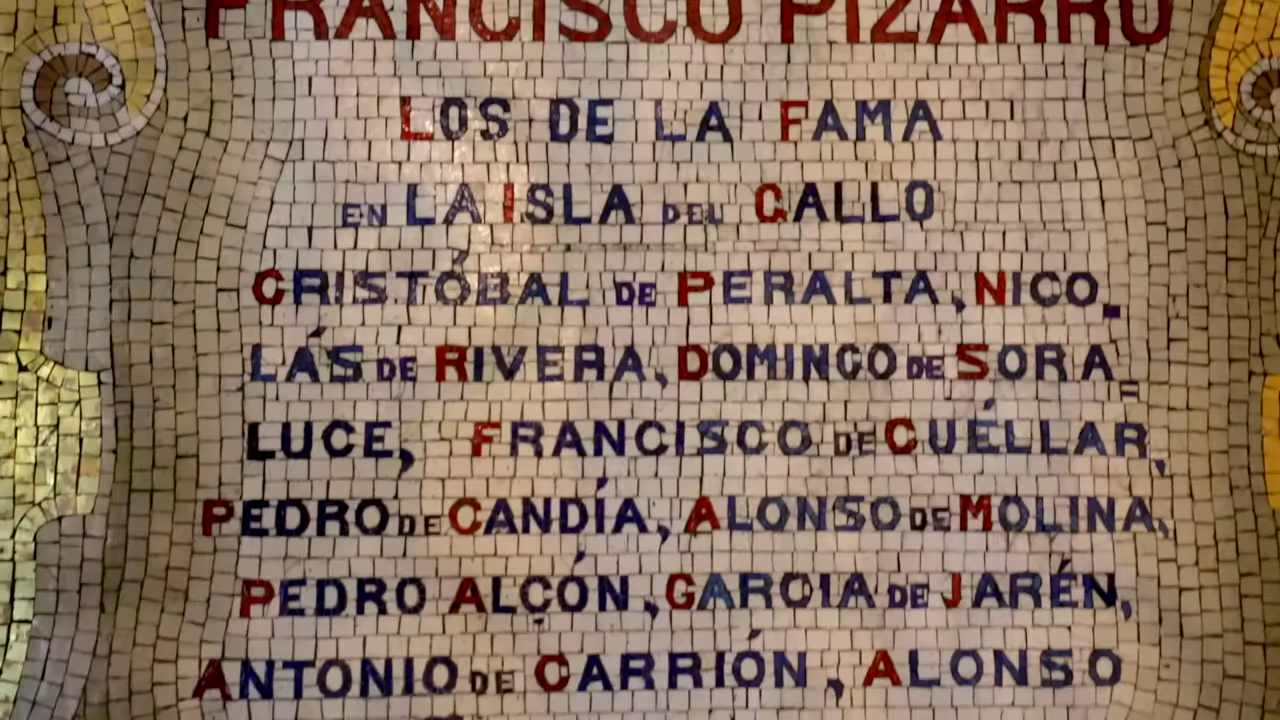 FRANCISCO PIZARRO
LOS DE LA FAMA
EN LA ISLA DEL GALLO
CRISTÓBAL DE PERALTA, NICO-
LÁS DE RIVERA, DOMINGO DE SORA=
LUCE, FRANCISCO DE CUÉLLAR,
PEDRO DE CANDÍA, ALONSO DE MOLINA,
PEDRO ALÇÓN, GARCIA DE JARÉN,
ANTONIO DE CARRIÓN, ALONSO